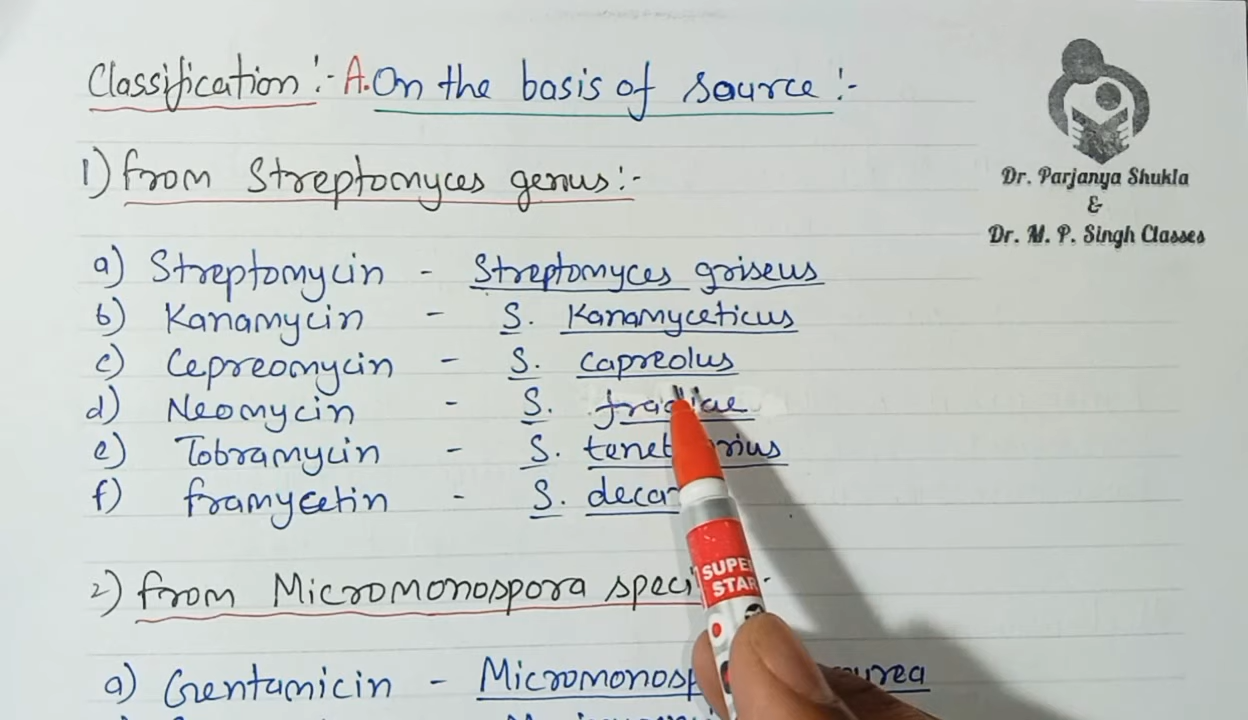 Classification :- A. On the basis of source :-
Dr. Parjanya Shukla
&
Dr. M. P. Singh Classes
1) from Streptomyces genus :-
a) Streptomycin - Streptomyces griseus
b) Kanamycin - S. Kanamyceticus
c) Cepreomycin - S. capreolus
d) Neomycin - S. fradiae
e) Tobramycin - S.
f) framycetin - S.
2) from Micromonospora
a) Gentamicin -
SUPER
STAR